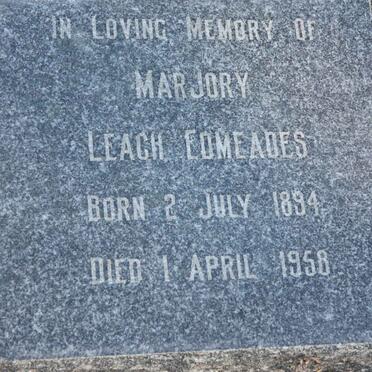 IN LOVING MEMORY OF
MARJORY
LEACH EDMEADES
BORN 2 JULY 1894
DIED 1 APRIL 1958